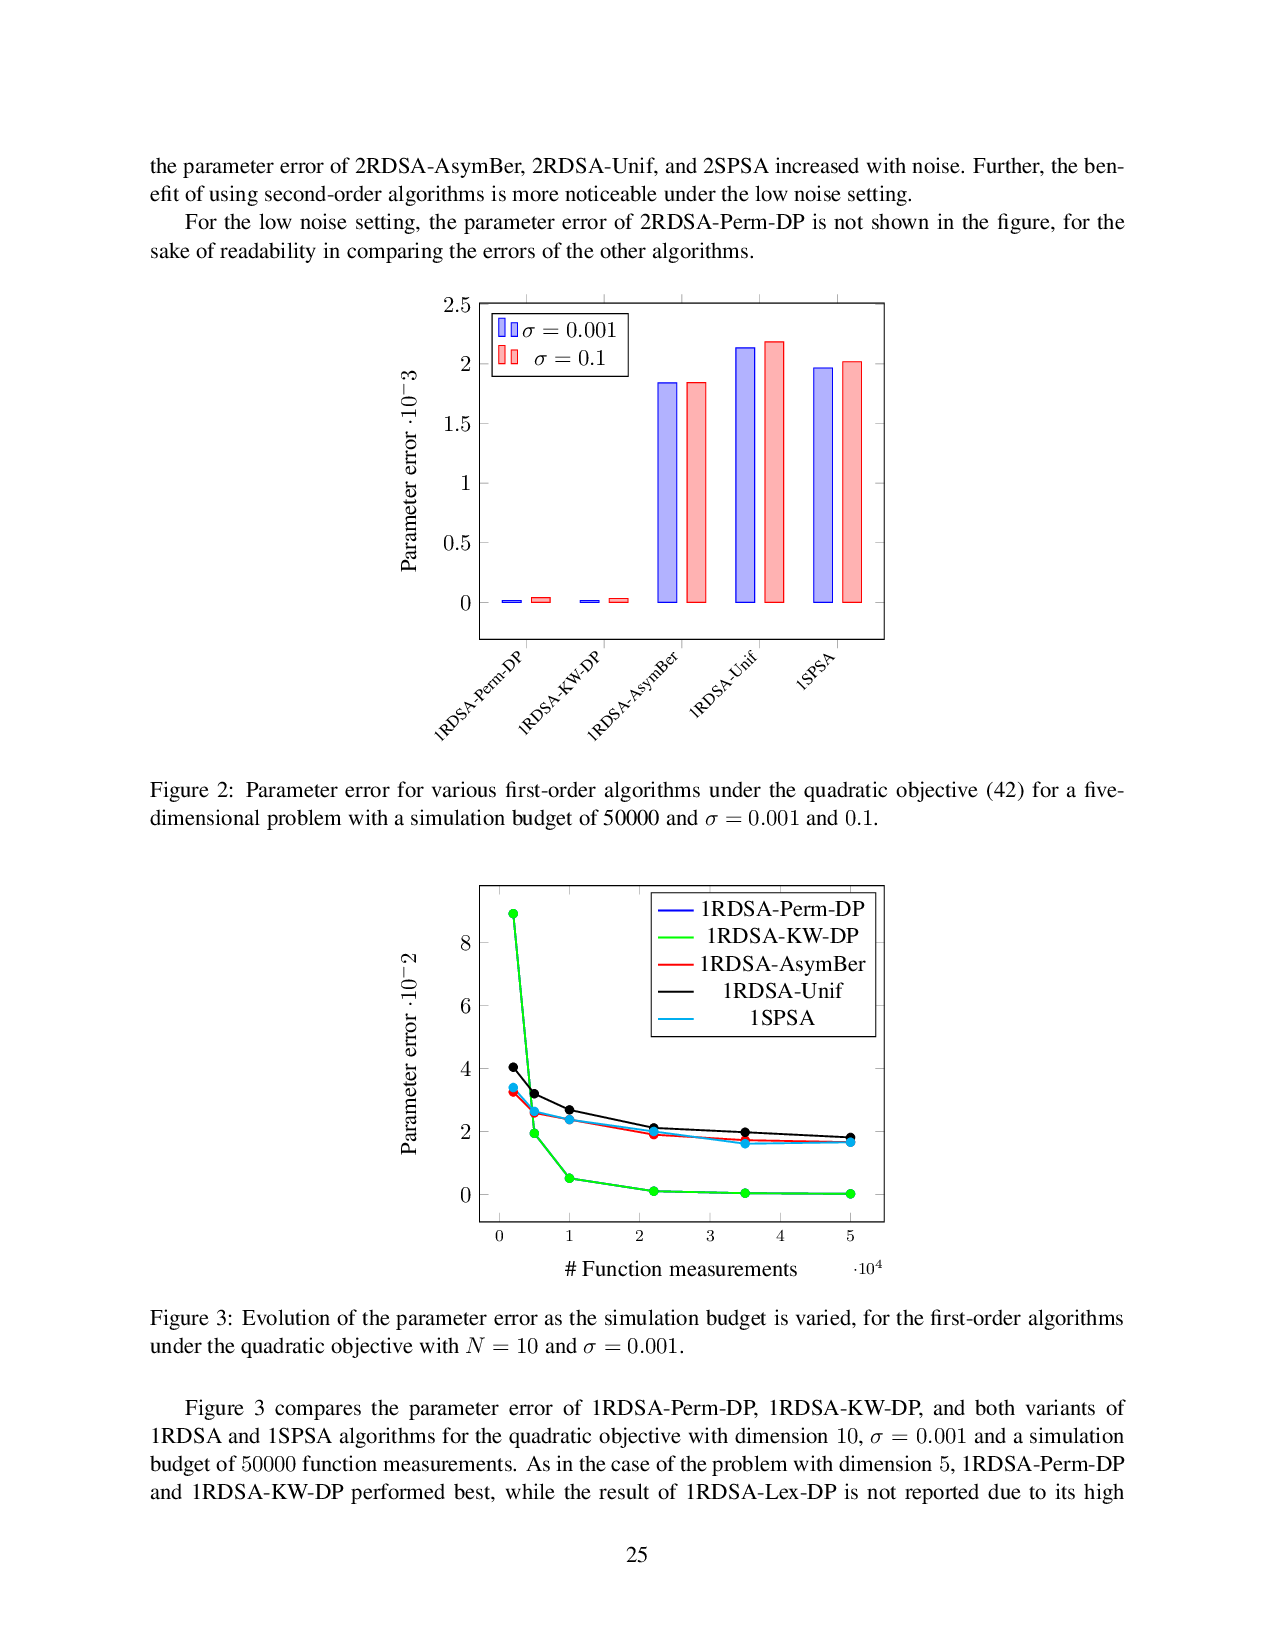 the parameter error of 2RDSA-AsymBer, 2RDSA-Unif, and 2SPSA increased with noise. Further, the ben-
efit of using second-order algorithms is more noticeable under the low noise setting.
For the low noise setting, the parameter error of 2RDSA-Perm-DP is not shown in the figure, for the
sake of readability in comparing the errors of the other algorithms.
2.5
2
1.5
1
0.5
0
Parameter error ·10−3
σ = 0.001
σ = 0.1
1RDSA-Perm-DP
1RDSA-KW-DP
1RDSA-AsymBer
1RDSA-Unif
1SPSA
Figure 2: Parameter error for various first-order algorithms under the quadratic objective (42) for a five-
dimensional problem with a simulation budget of 50000 and σ = 0.001 and 0.1.
8
6
4
2
0
Parameter error ·10−2
1RDSA-Perm-DP
1RDSA-KW-DP
1RDSA-AsymBer
1RDSA-Unif
1SPSA
0 1 2 3 4 5
# Function measurements ·10⁴
Figure 3: Evolution of the parameter error as the simulation budget is varied, for the first-order algorithms
under the quadratic objective with N = 10 and σ = 0.001.
Figure 3 compares the parameter error of 1RDSA-Perm-DP, 1RDSA-KW-DP, and both variants of
1RDSA and 1SPSA algorithms for the quadratic objective with dimension 10, σ = 0.001 and a simulation
budget of 50000 function measurements. As in the case of the problem with dimension 5, 1RDSA-Perm-DP
and 1RDSA-KW-DP performed best, while the result of 1RDSA-Lex-DP is not reported due to its high
25